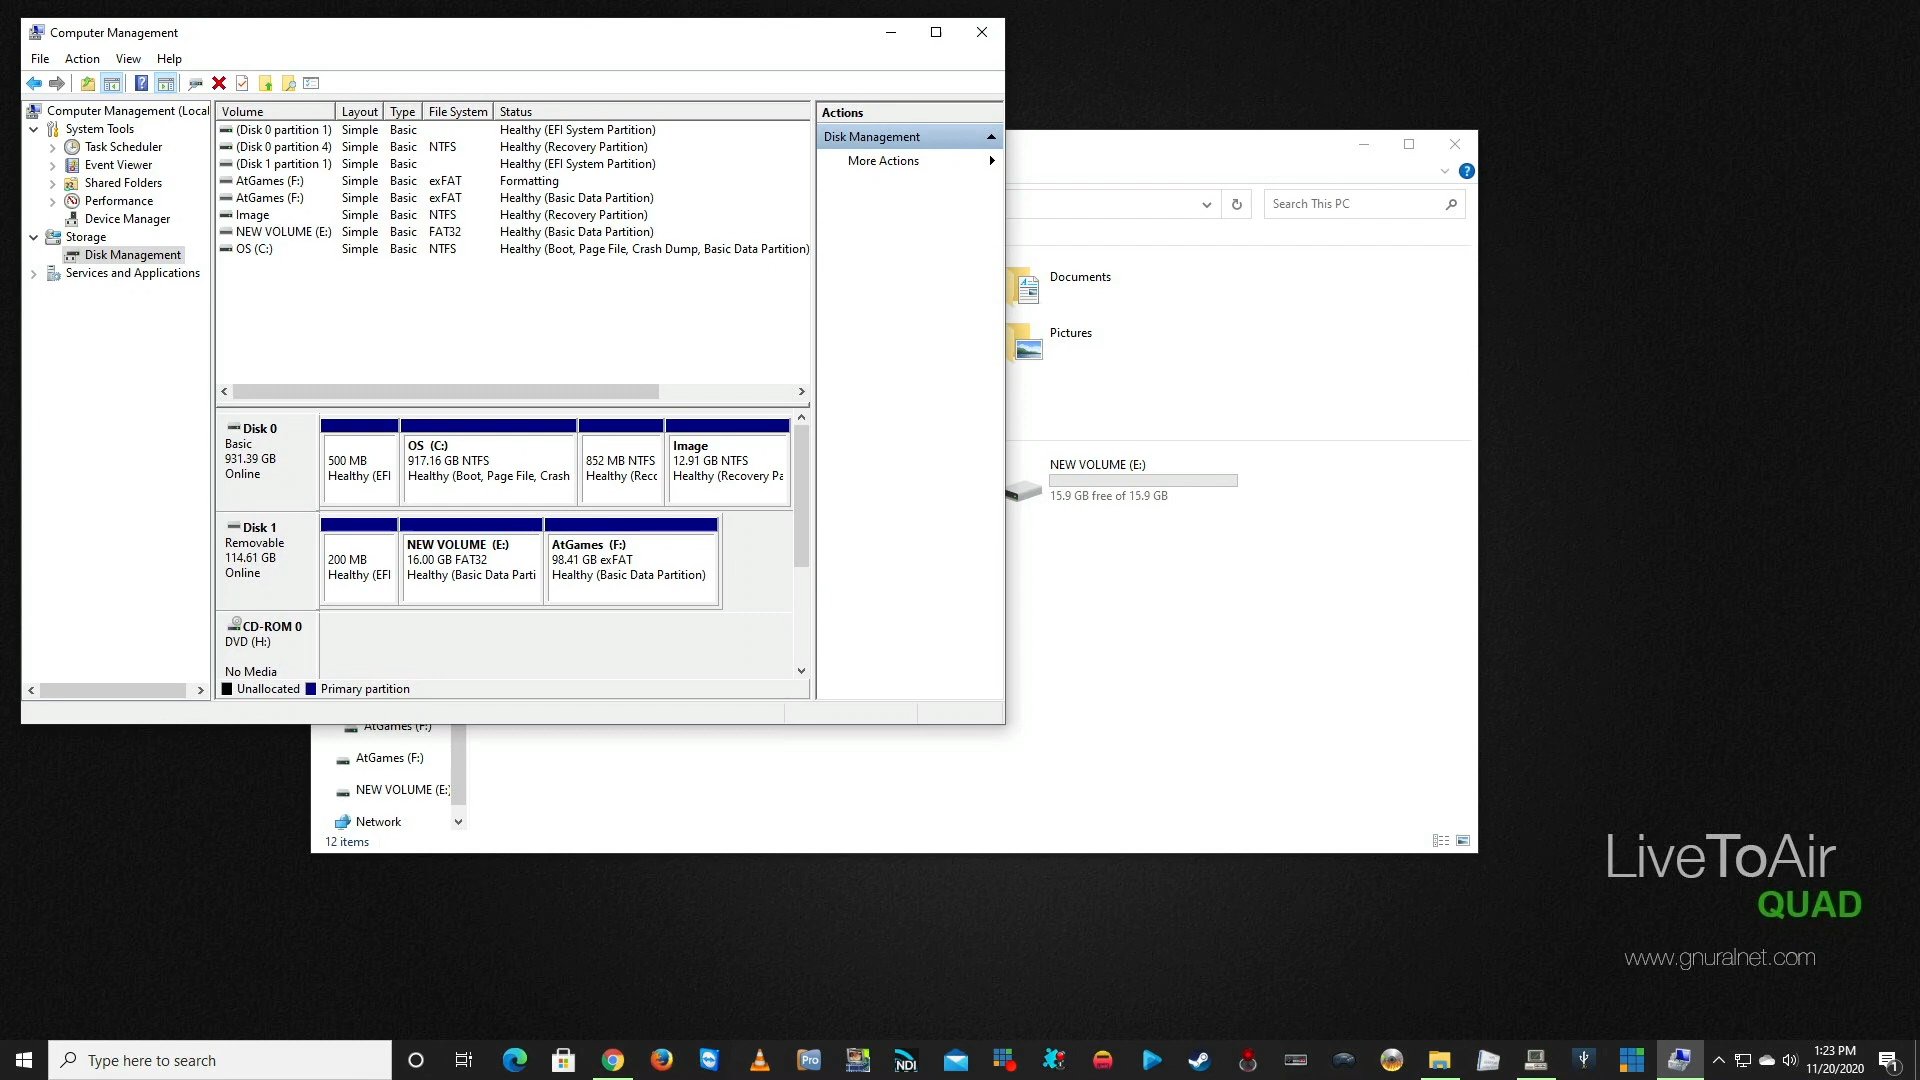 Computer Management
File Action View Help
Computer Management (Local
System Tools
Task Scheduler
Event Viewer
Shared Folders
Performance
Device Manager
Storage
Disk Management
Services and Applications
Volume Layout Type File System Status
(Disk 0 partition 1) Simple Basic Healthy (EFI System Partition)
(Disk 0 partition 4) Simple Basic NTFS Healthy (Recovery Partition)
(Disk 1 partition 1) Simple Basic Healthy (EFI System Partition)
AtGames (F:) Simple Basic exFAT Formatting
AtGames (F:) Simple Basic exFAT Healthy (Basic Data Partition)
Image Simple Basic NTFS Healthy (Recovery Partition)
NEW VOLUME (E:) Simple Basic FAT32 Healthy (Basic Data Partition)
OS (C:) Simple Basic NTFS Healthy (Boot, Page File, Crash Dump, Basic Data Partition)
Actions
Disk Management
More Actions
Disk 0
Basic
931.39 GB
Online
500 MB
Healthy (EFI
OS (C:)
917.16 GB NTFS
Healthy (Boot, Page File, Crash
852 MB NTFS
Healthy (Recc
Image
12.91 GB NTFS
Healthy (Recovery Pa
Disk 1
Removable
114.61 GB
Online
200 MB
Healthy (EFI
NEW VOLUME (E:)
16.00 GB FAT32
Healthy (Basic Data Parti
AtGames (F:)
98.41 GB exFAT
Healthy (Basic Data Partition)
CD-ROM 0
DVD (H:)
No Media
Unallocated Primary partition
Search This PC
Documents
Pictures
NEW VOLUME (E:)
15.9 GB free of 15.9 GB
AtGames (F:)
AtGames (F:)
NEW VOLUME (E:)
Network
12 items
LiveToAir
QUAD
www.gnuralnet.com
Type here to search
Pro
NDI
1:23 PM
11/20/2020
1